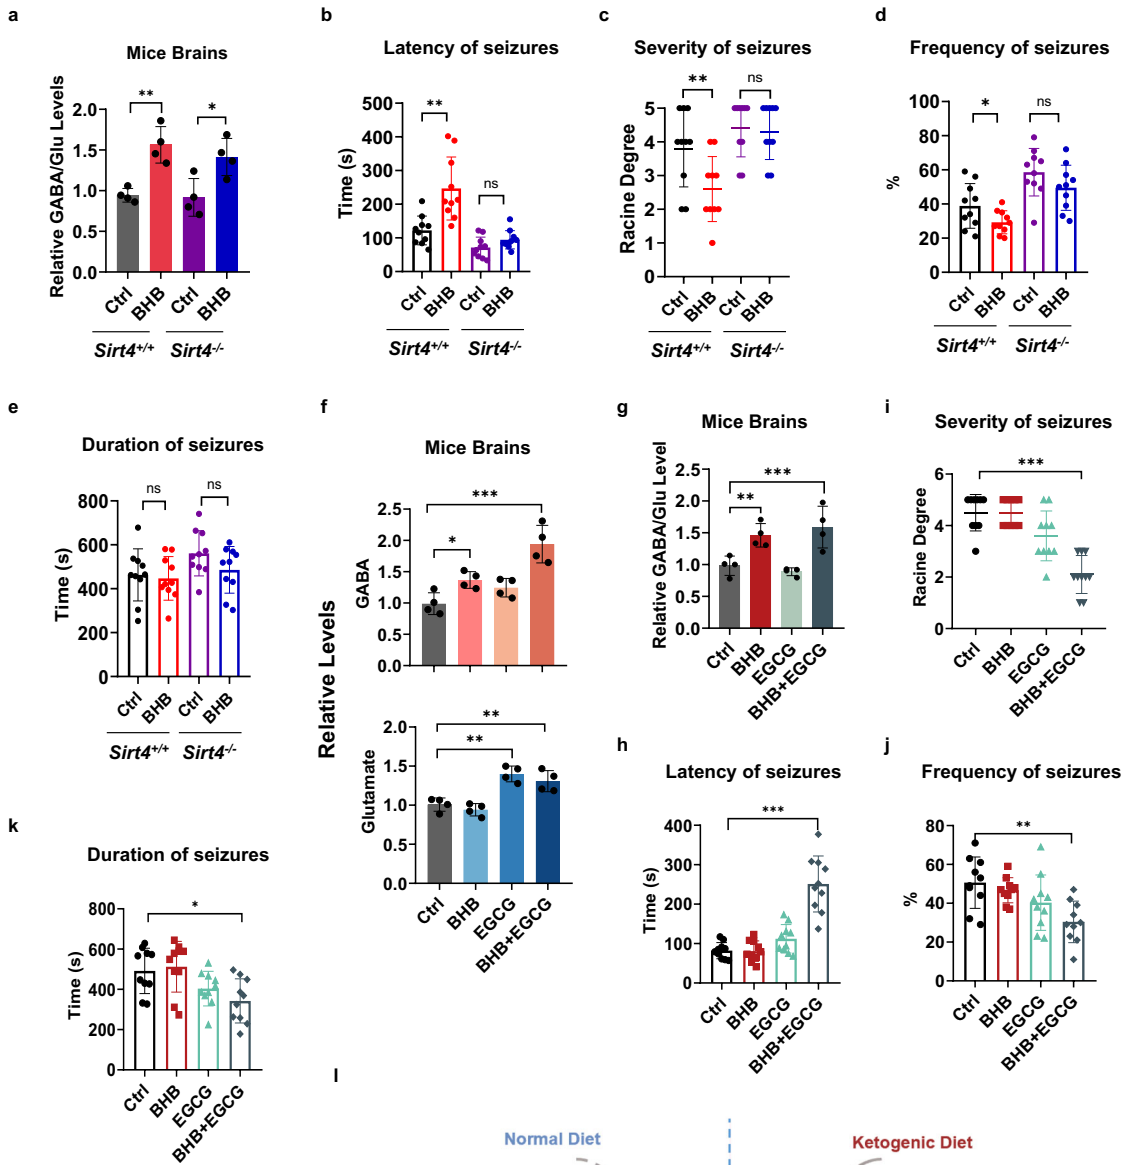 a
Mice Brains
Relative GABA/Glu Levels
2.0
1.5
1.0
0.5
0.0
**
*
Ctrl
BHB
Ctrl
BHB
Sirt4+/+
Sirt4-/-
b
Latency of seizures
Time (s)
500
400
300
200
100
0
**
ns
Ctrl
BHB
Ctrl
BHB
Sirt4+/+
Sirt4-/-
c
Severity of seizures
Racine Degree
5
4
3
2
1
0
**
ns
Ctrl
BHB
Ctrl
BHB
Sirt4+/+
Sirt4-/-
d
Frequency of seizures
%
100
80
60
40
20
0
*
ns
Ctrl
BHB
Ctrl
BHB
Sirt4+/+
Sirt4-/-
e
Duration of seizures
Time (s)
800
600
400
200
0
ns
ns
Ctrl
BHB
Ctrl
BHB
Sirt4+/+
Sirt4-/-
f
Mice Brains
Relative Levels
GABA
2.5
2.0
1.5
1.0
0.5
0.0
***
*
Glutamate
2.0
1.5
1.0
0.5
0.0
**
**
Ctrl
BHB
EGCG
BHB+EGCG
g
Mice Brains
Relative GABA/Glu Level
2.5
2.0
1.5
1.0
0.5
0.0
***
**
Ctrl
BHB
EGCG
BHB+EGCG
i
Severity of seizures
Racine Degree
6
4
2
0
***
Ctrl
BHB
EGCG
BHB+EGCG
h
Latency of seizures
Time (s)
400
300
200
100
0
***
Ctrl
BHB
EGCG
BHB+EGCG
j
Frequency of seizures
%
80
60
40
20
0
**
Ctrl
BHB
EGCG
BHB+EGCG
k
Duration of seizures
Time (s)
800
600
400
200
0
*
Ctrl
BHB
EGCG
BHB+EGCG
l
Normal Diet
Ketogenic Diet